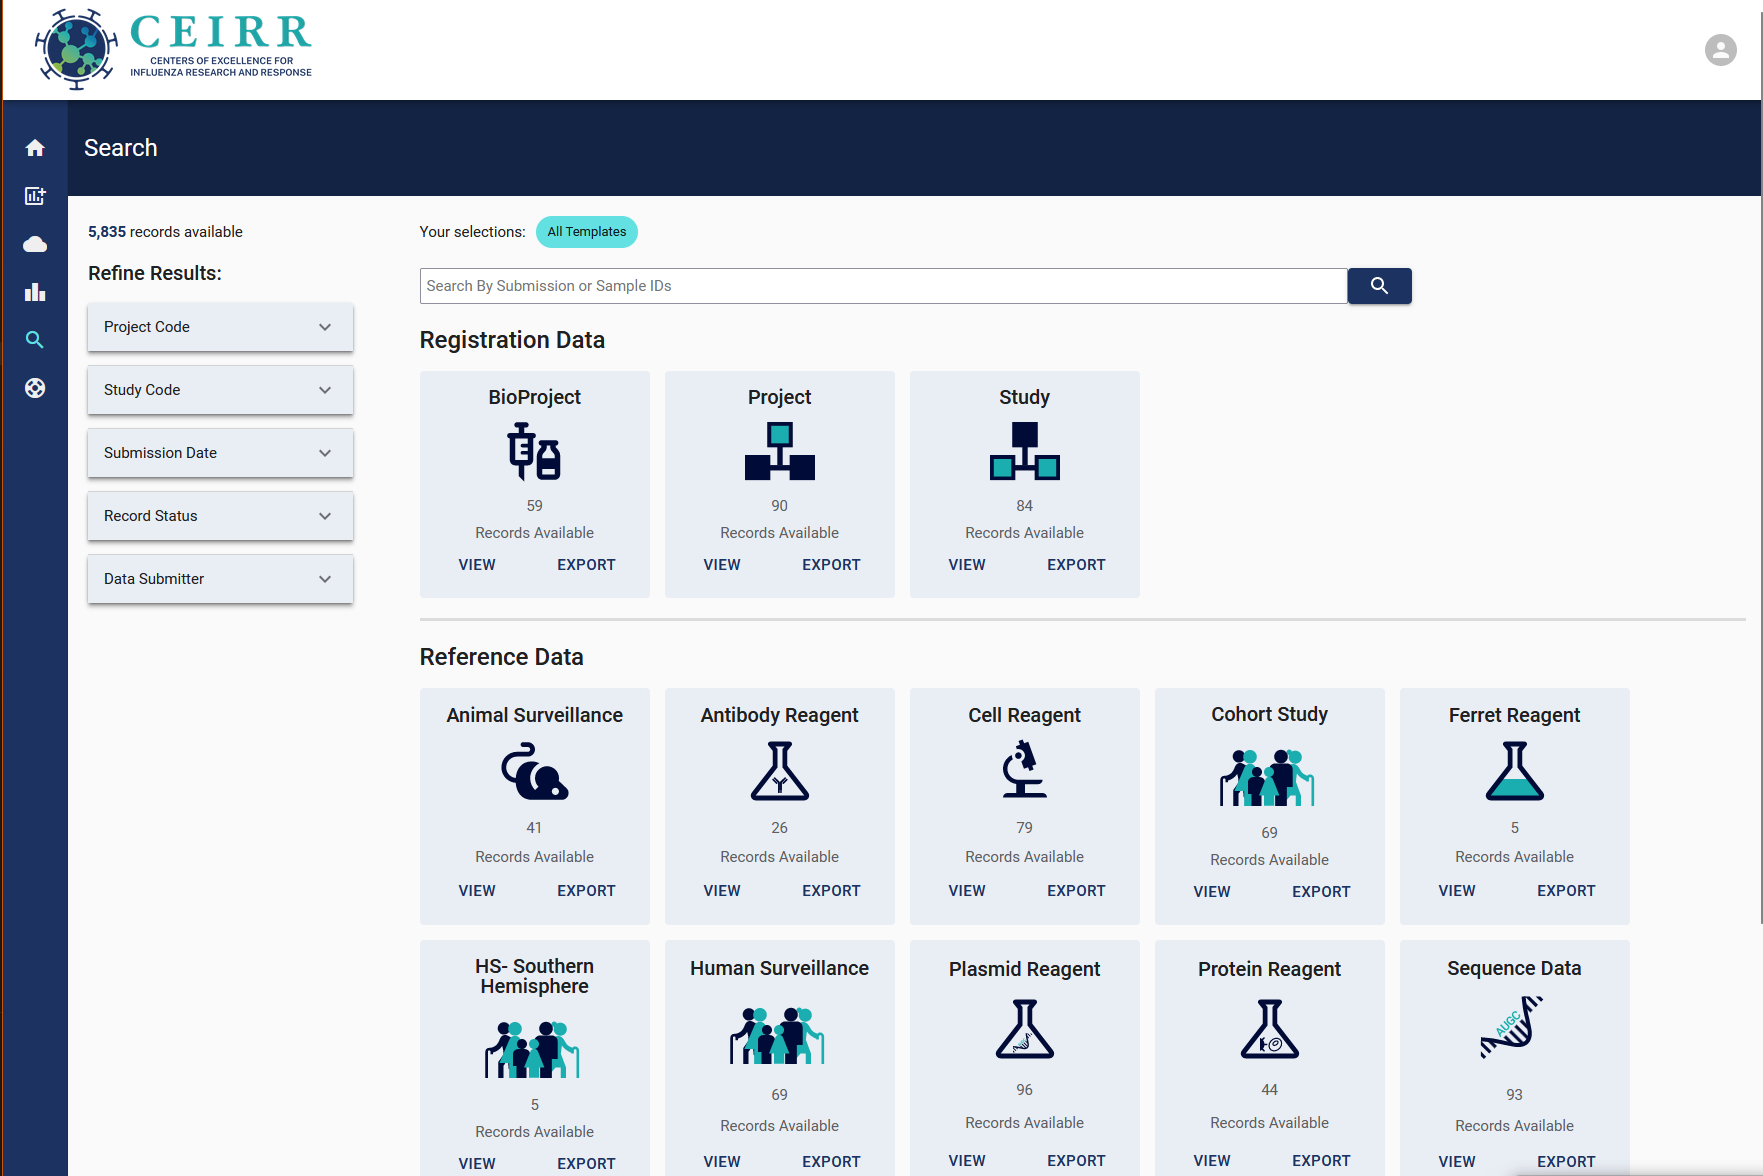 CEIRR
CENTERS OF EXCELLENCE FOR
INFLUENZA RESEARCH AND RESPONSE
Search
5,835 records available
Refine Results:
Project Code
Study Code
Submission Date
Record Status
Data Submitter
Your selections: All Templates
Search By Submission or Sample IDs
Registration Data
BioProject
59
Records Available
VIEW EXPORT
Project
90
Records Available
VIEW EXPORT
Study
84
Records Available
VIEW EXPORT
Reference Data
Animal Surveillance
41
Records Available
VIEW EXPORT
Antibody Reagent
26
Records Available
VIEW EXPORT
Cell Reagent
79
Records Available
VIEW EXPORT
Cohort Study
69
Records Available
VIEW EXPORT
Ferret Reagent
5
Records Available
VIEW EXPORT
HS- Southern
Hemisphere
5
Records Available
VIEW EXPORT
Human Surveillance
69
Records Available
VIEW EXPORT
Plasmid Reagent
96
Records Available
VIEW EXPORT
Protein Reagent
44
Records Available
VIEW EXPORT
Sequence Data
AUGC
93
Records Available
VIEW EXPORT